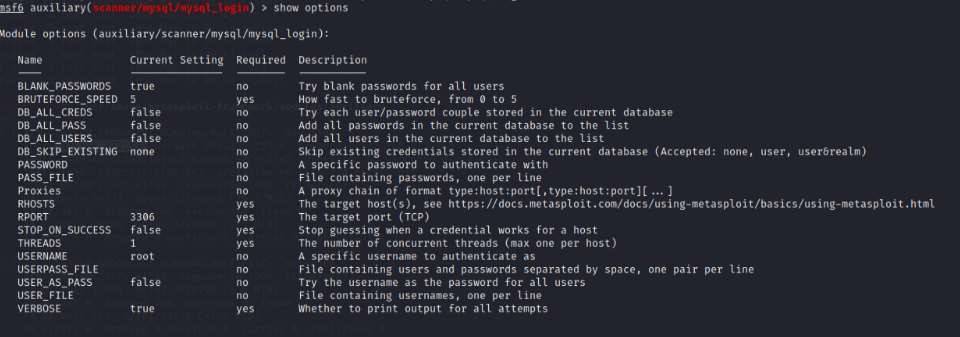 msf6 auxiliary(scanner/mysql/mysql_login) > show options
Module options (auxiliary/scanner/mysql/mysql_login):
Name Current Setting Required Description
BLANK_PASSWORDS true no Try blank passwords for all users
BRUTEFORCE_SPEED 5 yes How fast to bruteforce, from 0 to 5
DB_ALL_CREDS false no Try each user/password couple stored in the current database
DB_ALL_PASS false no Add all passwords in the current database to the list
DB_ALL_USERS false no Add all users in the current database to the list
DB_SKIP_EXISTING none no Skip existing credentials stored in the current database (Accepted: none, user, user&realm)
PASSWORD no A specific password to authenticate with
PASS_FILE no File containing passwords, one per line
Proxies no A proxy chain of format type:host:port[,type:host:port][...]
RHOSTS yes The target host(s), see https://docs.metasploit.com/docs/using-metasploit/basics/using-metasploit.html
RPORT 3306 yes The target port (TCP)
STOP_ON_SUCCESS false yes Stop guessing when a credential works for a host
THREADS 1 yes The number of concurrent threads (max one per host)
USERNAME root no A specific username to authenticate as
USERPASS_FILE no File containing users and passwords separated by space, one pair per line
USER_AS_PASS false no Try the username as the password for all users
USER_FILE no File containing usernames, one per line
VERBOSE true yes Whether to print output for all attempts